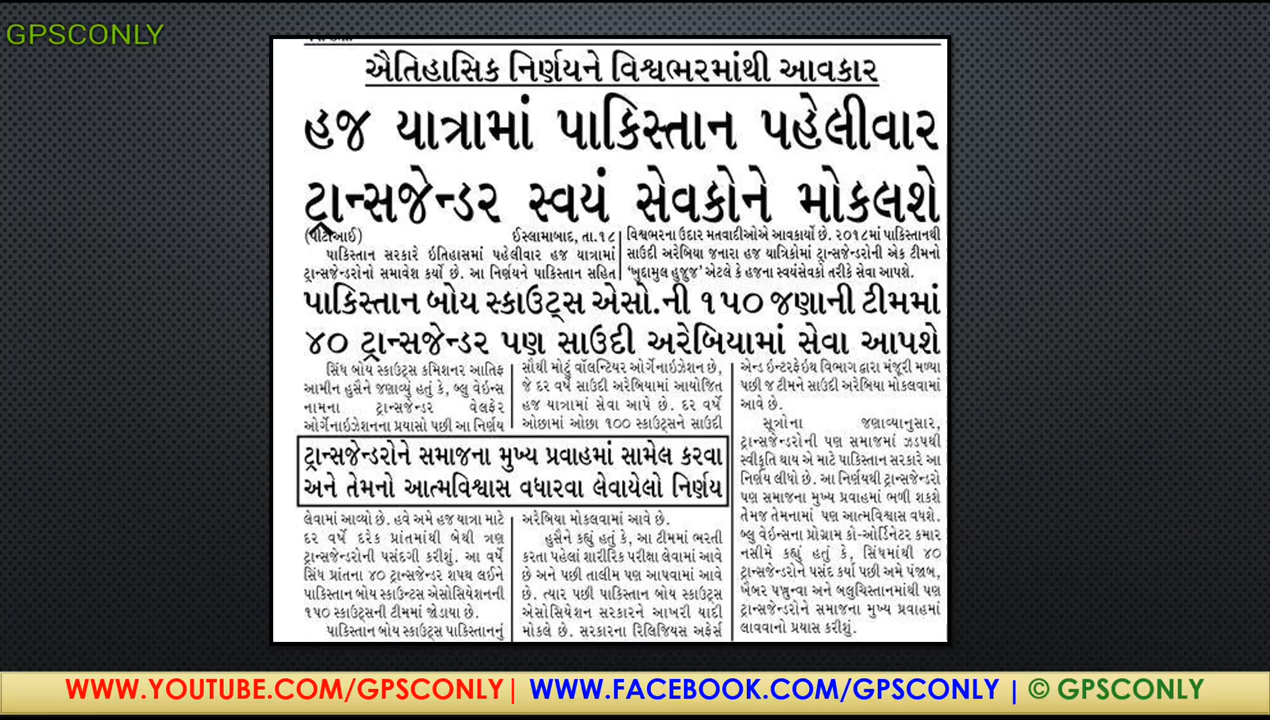 GPSCONLY
ઐતિહાસિક નિર્ણયને વિશ્વભરમાંથી આવકાર
હજ યાત્રામાં પાકિસ્તાન પહેલીવાર
ટ્રાન્સજેન્ડર સ્વયં સેવકોને મોકલશે
(પીટીઆઈ) ઈસ્લામાબાદ, તા.૧૮
પાકિસ્તાન સરકારે ઇતિહાસમાં પહેલીવાર હજ યાત્રામાં
ટ્રાન્સજેન્ડરોનો સમાવેશ કર્યો છે. આ નિર્ણયને પાકિસ્તાન સહિત
વિશ્વભરના ઉદાર મતવાદીઓએ આવકાર્યો છે. ૨૦૧૮માં પાકિસ્તાનથી
સાઉદી અરેબિયા જનારા હજ યાત્રિકોમાં ટ્રાન્સજેન્ડરોની એક ટીમનો
'ખુદ્દામુલ હુજુજ' એટલે કે હજના સ્વયંસેવકો તરીકે સેવા આપશે.
પાકિસ્તાન બોય સ્કાઉટ્સ એસો.ની ૧૫૦ જણાની ટીમમાં
૪૦ ટ્રાન્સજેન્ડર પણ સાઉદી અરેબિયામાં સેવા આપશે
સિંધ બોય સ્કાઉટ્સ કમિશનર આતિફ
આમીન હુસૈને જણાવ્યું હતું કે, બ્લુ વેઇન્સ
નામના ટ્રાન્સજેન્ડર વેલફેર
ઓર્ગેનાઇઝેશનના પ્રયાસો પછી આ નિર્ણય
ટ્રાન્સજેન્ડરોને સમાજના મુખ્ય પ્રવાહમાં સામેલ કરવા
અને તેમનો આત્મવિશ્વાસ વધારવા લેવાયેલો નિર્ણય
લેવામાં આવ્યો છે. હવે અમે હજ યાત્રા માટે
દર વર્ષે દરેક પ્રાંતમાંથી બેથી ત્રણ
ટ્રાન્સજેન્ડરોની પસંદગી કરીશું. આ વર્ષે
સિંધ પ્રાંતના ૪૦ ટ્રાન્સજેન્ડર શપથ લઈને
પાકિસ્તાન બોય સ્કાઉન્ટસ એસોસિયેશનની
૧૫૦ સ્કાઉટ્સની ટીમમાં જોડાયા છે.
પાકિસ્તાન બોય સ્કાઉટ્સ પાકિસ્તાનનું
સૌથી મોટું વૉલન્ટિયર ઓર્ગેનાઇઝેશન છે,
જે દર વર્ષે સાઉદી અરેબિયામાં આયોજિત
હજ યાત્રામાં સેવા આપે છે. દર વર્ષે
ઓછામાં ઓછા ૧૦૦ સ્કાઉટ્સને સાઉદી
અરેબિયા મોકલવામાં આવે છે.
હુસૈને કહ્યું હતું કે, આ ટીમમાં ભરતી
કરતા પહેલાં શારીરિક પરીક્ષા લેવામાં આવે
છે અને પછી તાલીમ પણ આપવામાં આવે
છે. ત્યાર પછી પાકિસ્તાન બોય સ્કાઉટ્સ
એસોસિયેશન સરકારને આખરી યાદી
મોકલે છે. સરકારના રિલિજિયસ અફેર્સ
એન્ડ ઇન્ટરફેઇથ વિભાગ દ્વારા મંજૂરી મળ્યા
પછી જ ટીમને સાઉદી અરેબિયા મોકલવામાં
આવે છે.
સૂત્રોના જણાવ્યાનુસાર,
ટ્રાન્સજેન્ડરોની પણ સમાજમાં ઝડપથી
સ્વીકૃતિ થાય એ માટે પાકિસ્તાન સરકારે આ
નિર્ણય લીધો છે. આ નિર્ણયથી ટ્રાન્સજેન્ડરો
પણ સમાજના મુખ્ય પ્રવાહમાં ભળી શકશે
તેમજ તેમનામાં પણ આત્મવિશ્વાસ વધશે.
બ્લુ વેઇન્સના પ્રોગ્રામ કો-ઓર્ડિનેટર કમાર
નસીમે કહ્યું હતું કે, સિંધમાંથી ૪૦
ટ્રાન્સજેન્ડરોને પસંદ કર્યા પછી અમે પંજાબ,
ખૈબર પખ્તુન્વા અને બલુચિસ્તાનમાંથી પણ
ટ્રાન્સજેન્ડરોને સમાજના મુખ્ય પ્રવાહમાં
લાવવાનો પ્રયાસ કરીશું.
WWW.YOUTUBE.COM/GPSCONLY | WWW.FACEBOOK.COM/GPSCONLY | © GPSCONLY